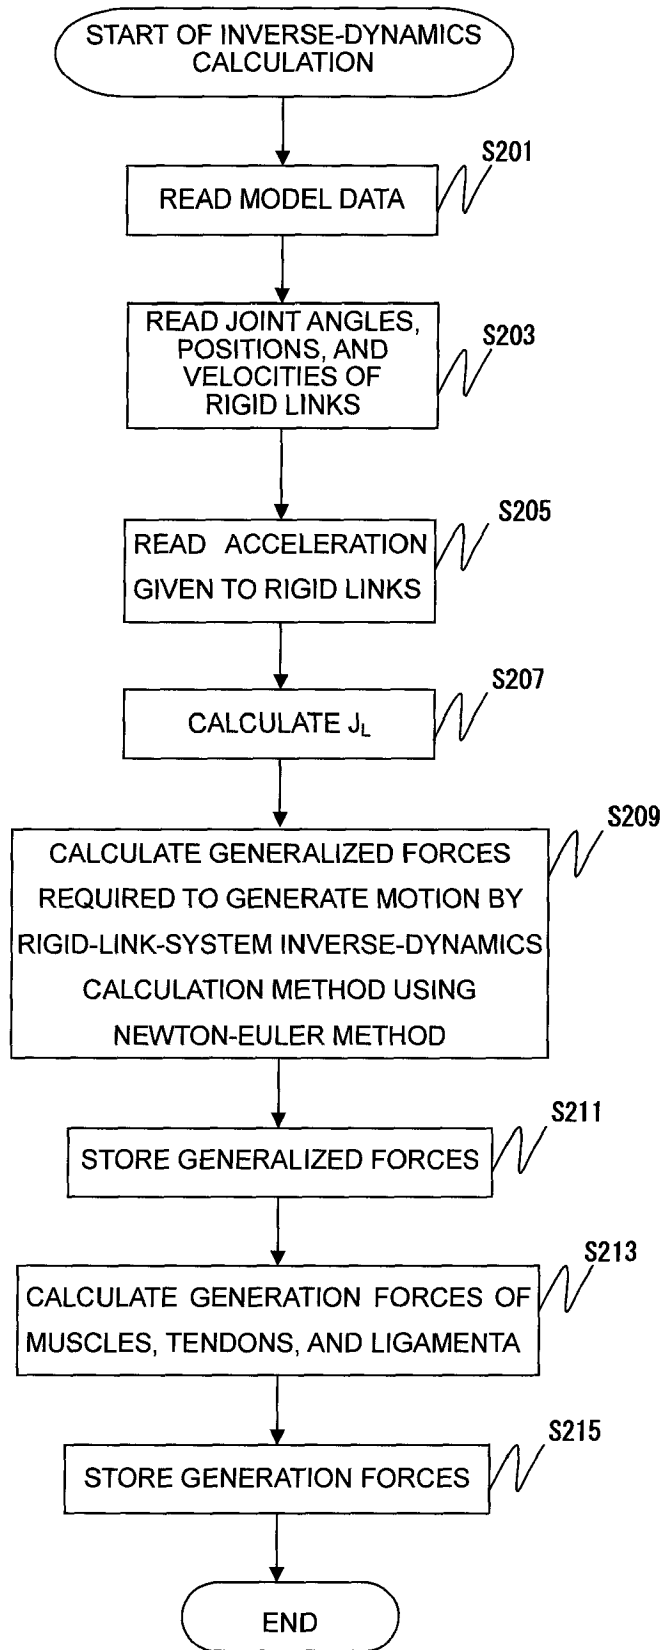 START OF INVERSE-DYNAMICS
CALCULATION
S201
READ MODEL DATA
S203
READ JOINT ANGLES,
POSITIONS, AND
VELOCITIES OF
RIGID LINKS
S205
READ ACCELERATION
GIVEN TO RIGID LINKS
S207
CALCULATE JL
S209
CALCULATE GENERALIZED FORCES
REQUIRED TO GENERATE MOTION BY
RIGID-LINK-SYSTEM INVERSE-DYNAMICS
CALCULATION METHOD USING
NEWTON-EULER METHOD
S211
STORE GENERALIZED FORCES
S213
CALCULATE GENERATION FORCES OF
MUSCLES, TENDONS, AND LIGAMENTA
S215
STORE GENERATION FORCES
END